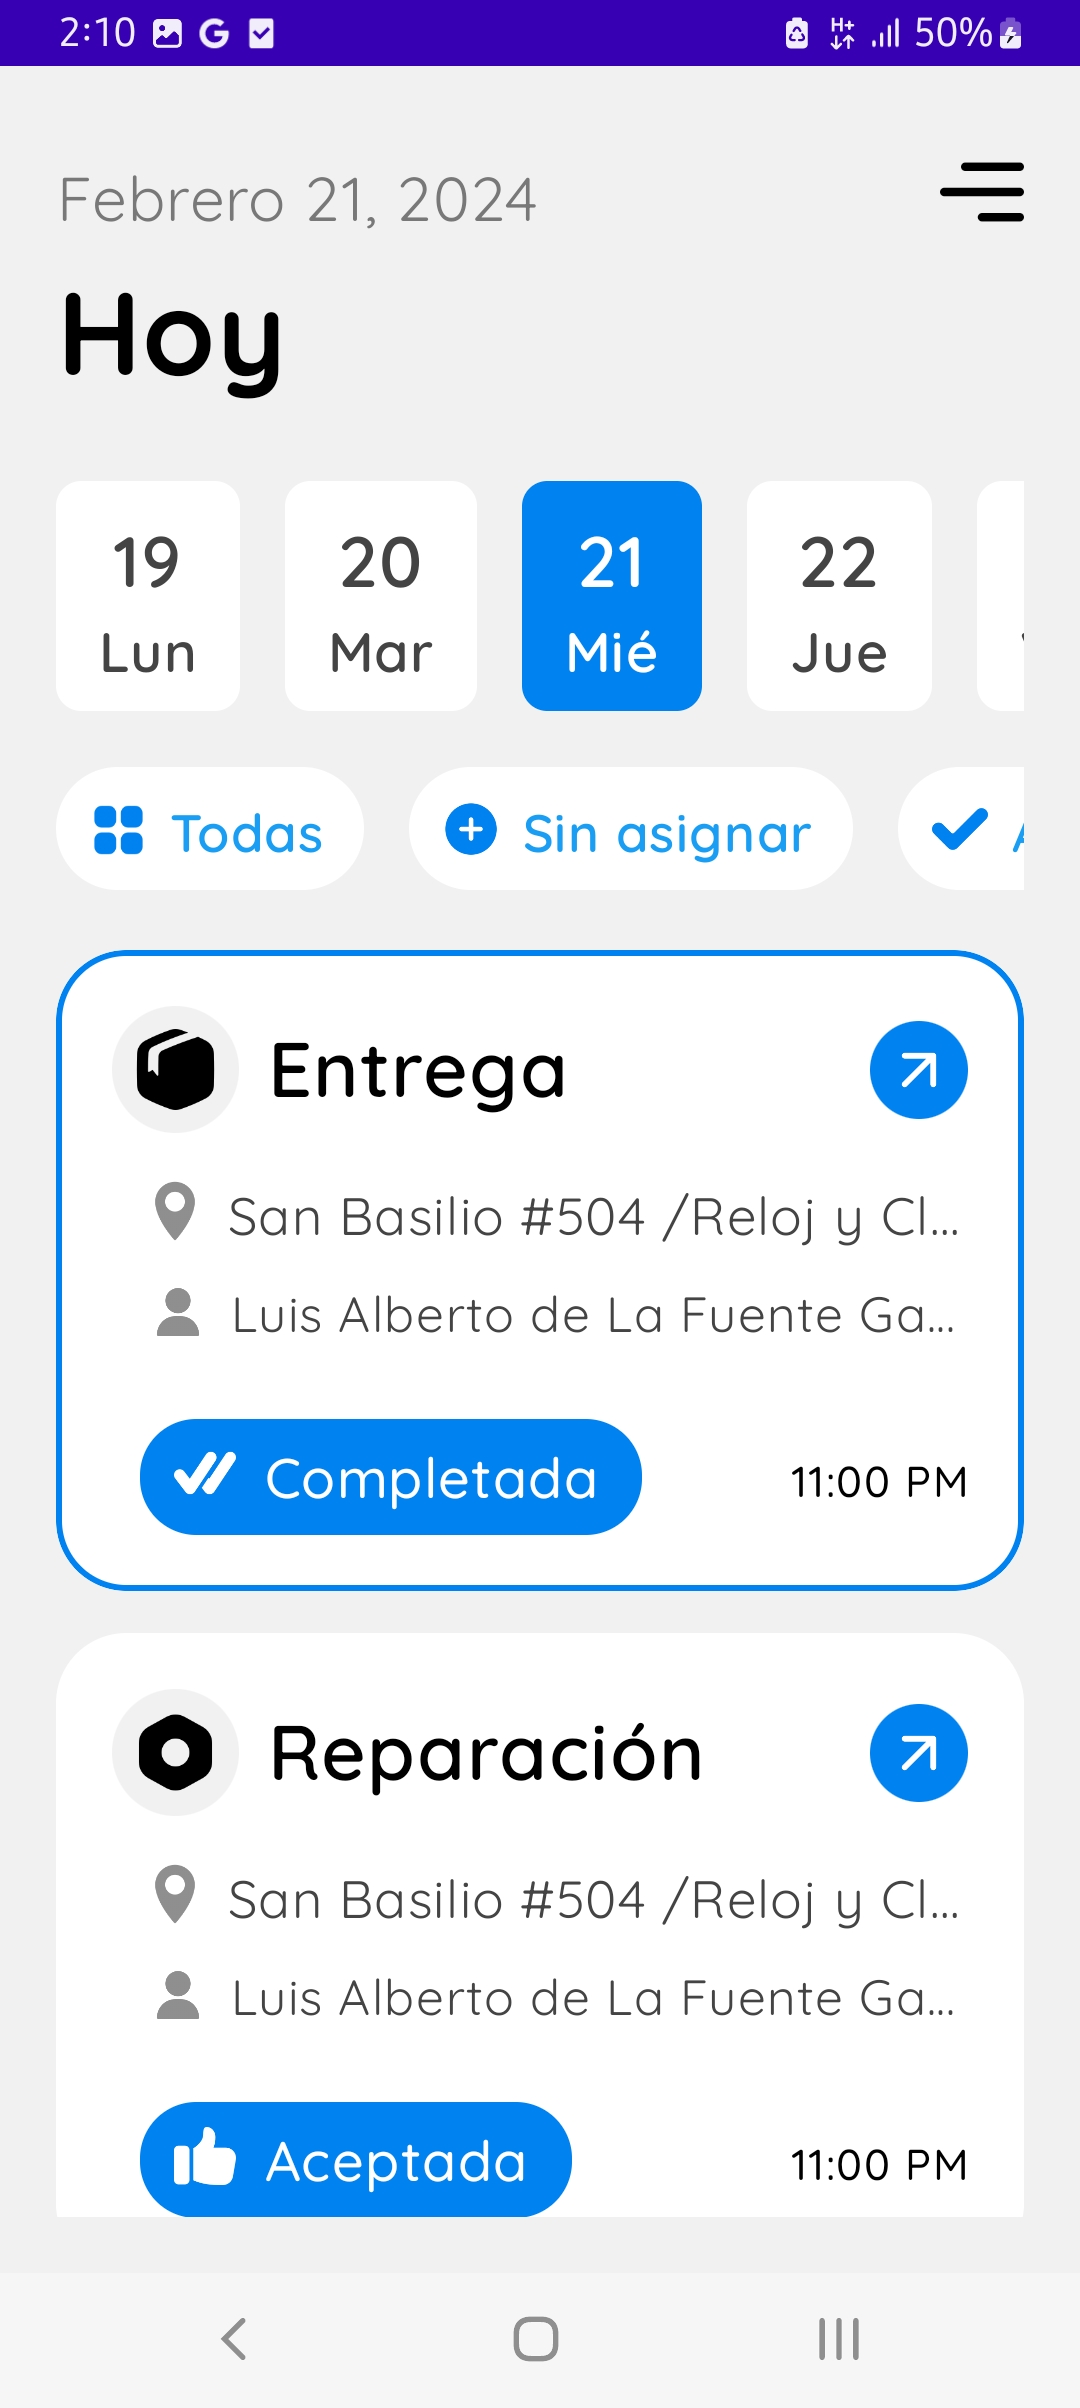 2:10 H+ 50%
Febrero 21, 2024
Hoy
19 20 21 22
Lun Mar Mié Jue
Todas Sin asignar
Entrega
San Basilio #504 /Reloj y Cl...
Luis Alberto de La Fuente Ga...
Completada 11:00 PM
Reparación
San Basilio #504 /Reloj y Cl...
Luis Alberto de La Fuente Ga...
Aceptada 11:00 PM